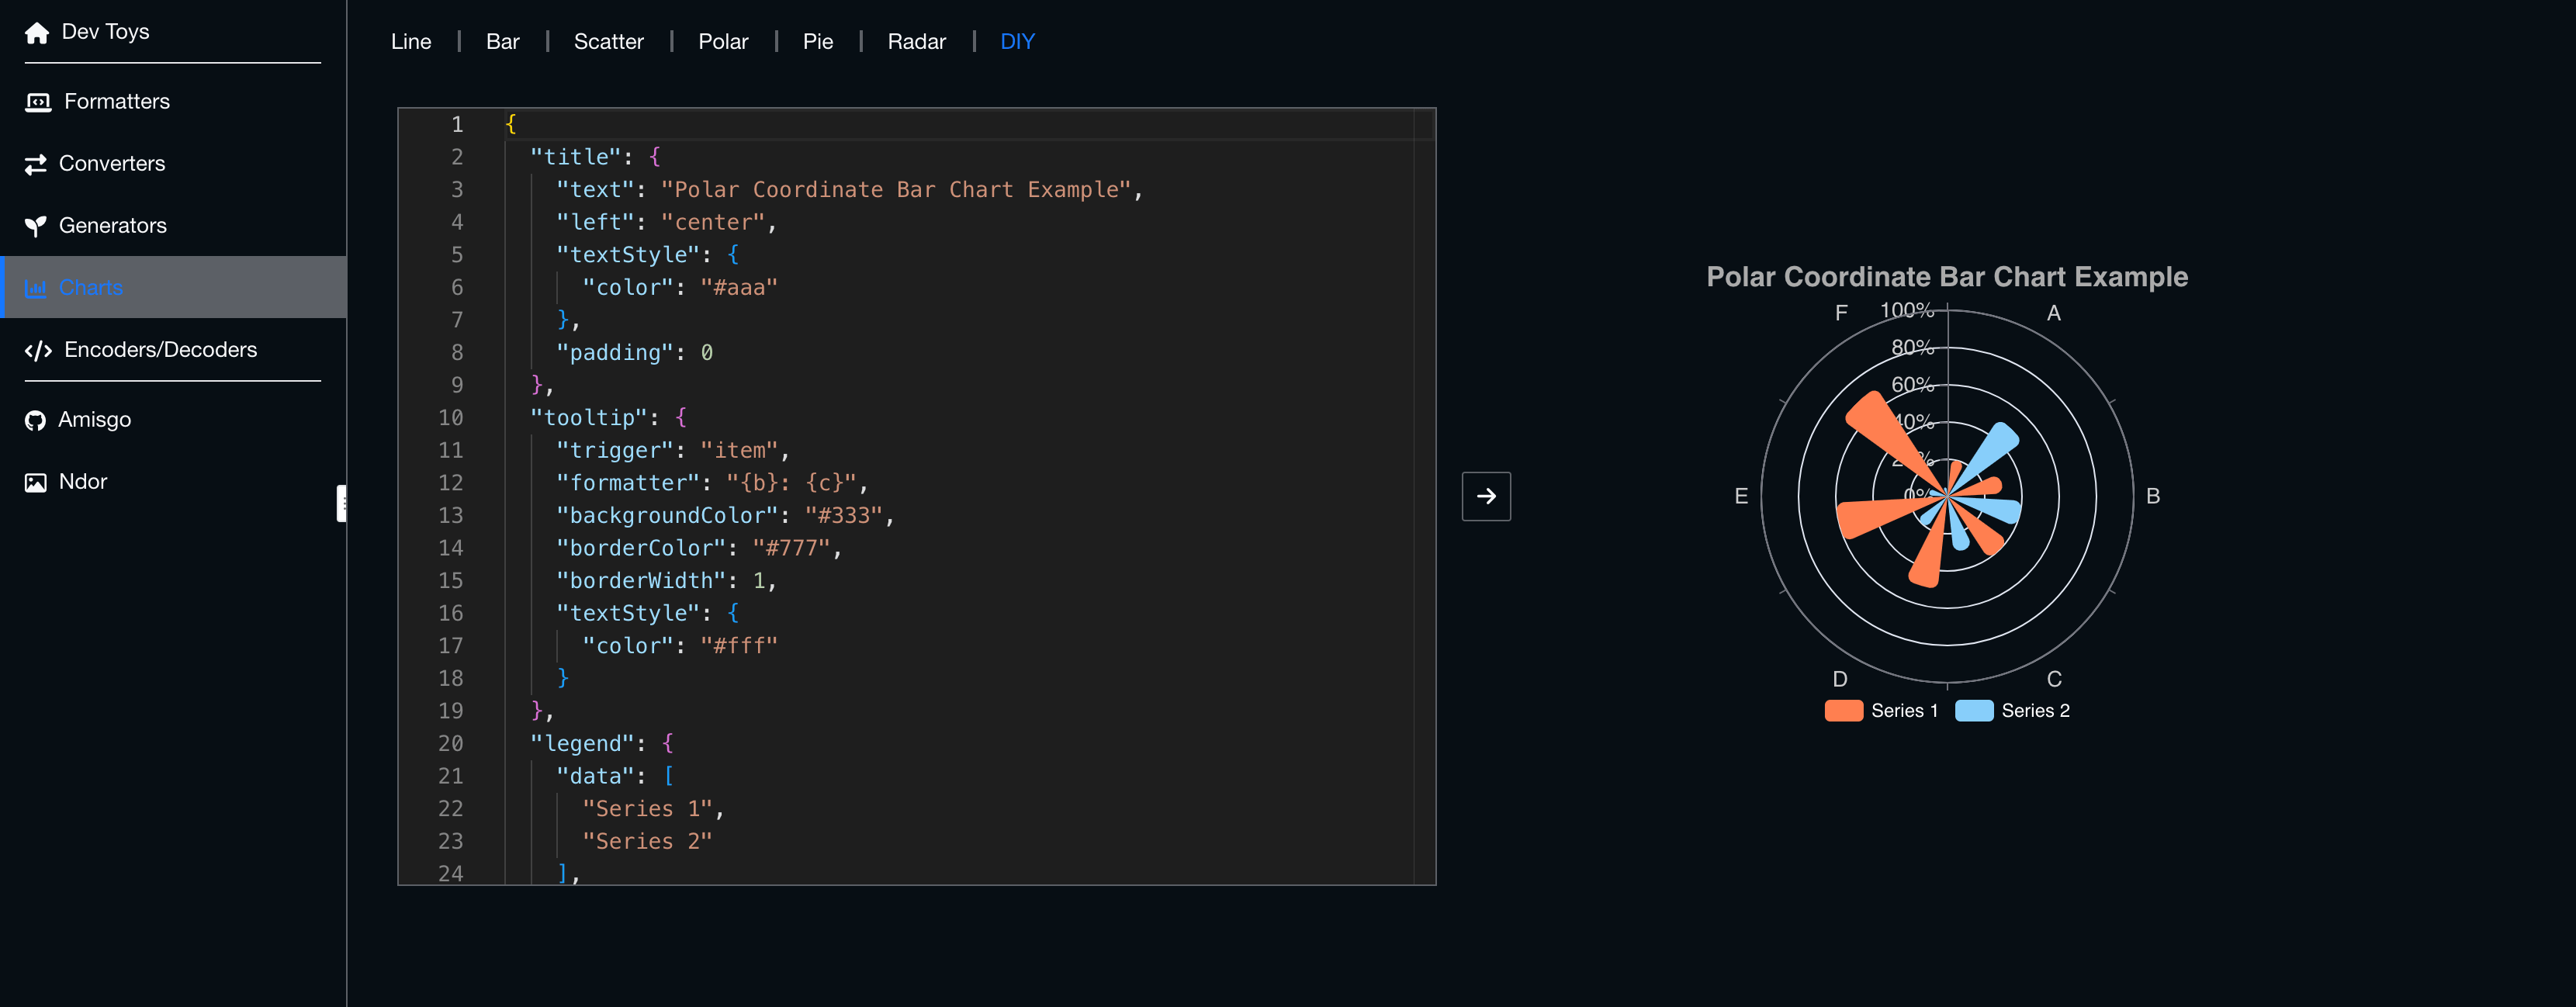 Dev Toys
Formatters
Converters
Generators
Charts
Encoders/Decoders
Amisgo
Ndor
Line | Bar | Scatter | Polar | Pie | Radar | DIY
1 {
2 "title": {
3 "text": "Polar Coordinate Bar Chart Example",
4 "left": "center",
5 "textStyle": {
6 "color": "#aaa"
7 },
8 "padding": 0
9 },
10 "tooltip": {
11 "trigger": "item",
12 "formatter": "{b}: {c}",
13 "backgroundColor": "#333",
14 "borderColor": "#777",
15 "borderWidth": 1,
16 "textStyle": {
17 "color": "#fff"
18 }
19 },
20 "legend": {
21 "data": [
22 "Series 1",
23 "Series 2"
24 ],
Polar Coordinate Bar Chart Example
F 100% A
80%
60%
40%
20%
E 0% B
D C
Series 1 Series 2